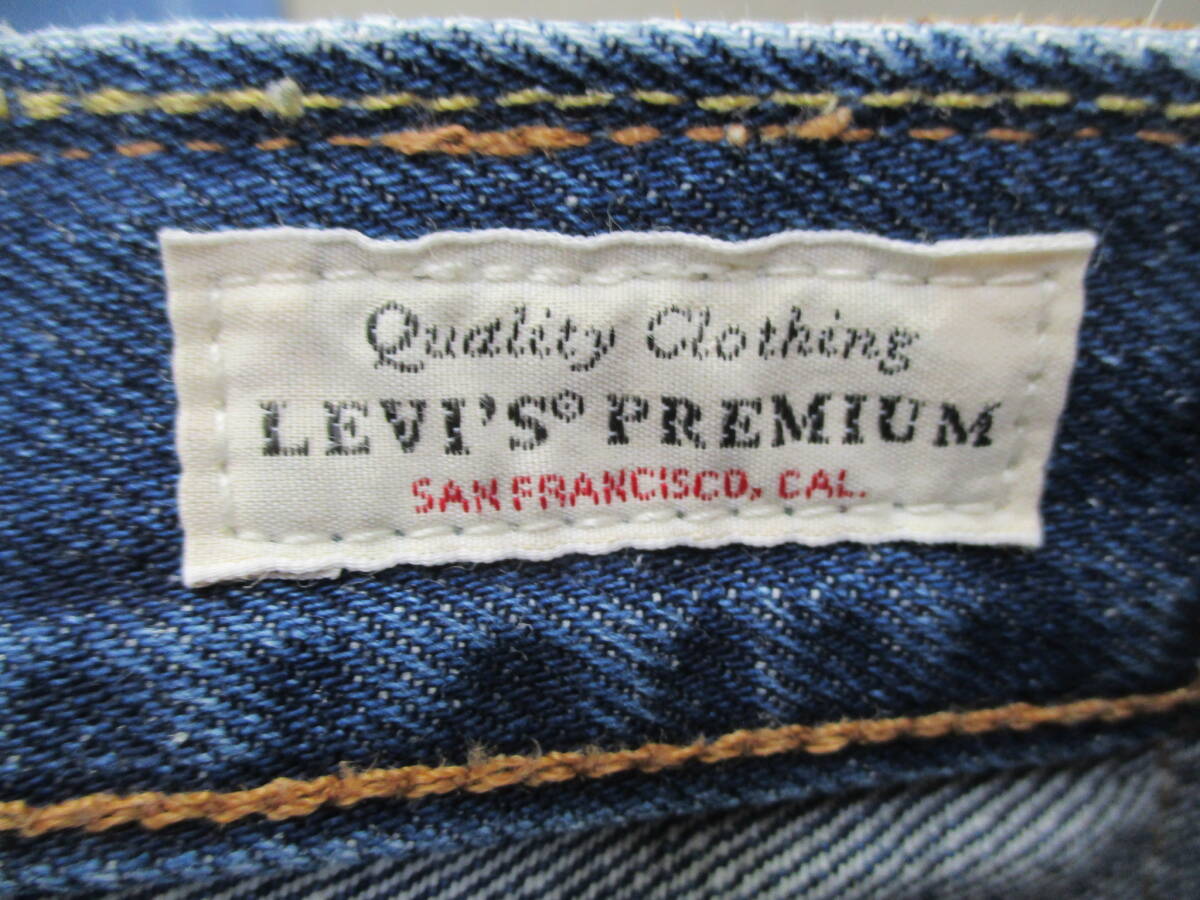 Quality Clothing
LEVI'S® PREMIUM
SAN FRANCISCO, CAL.